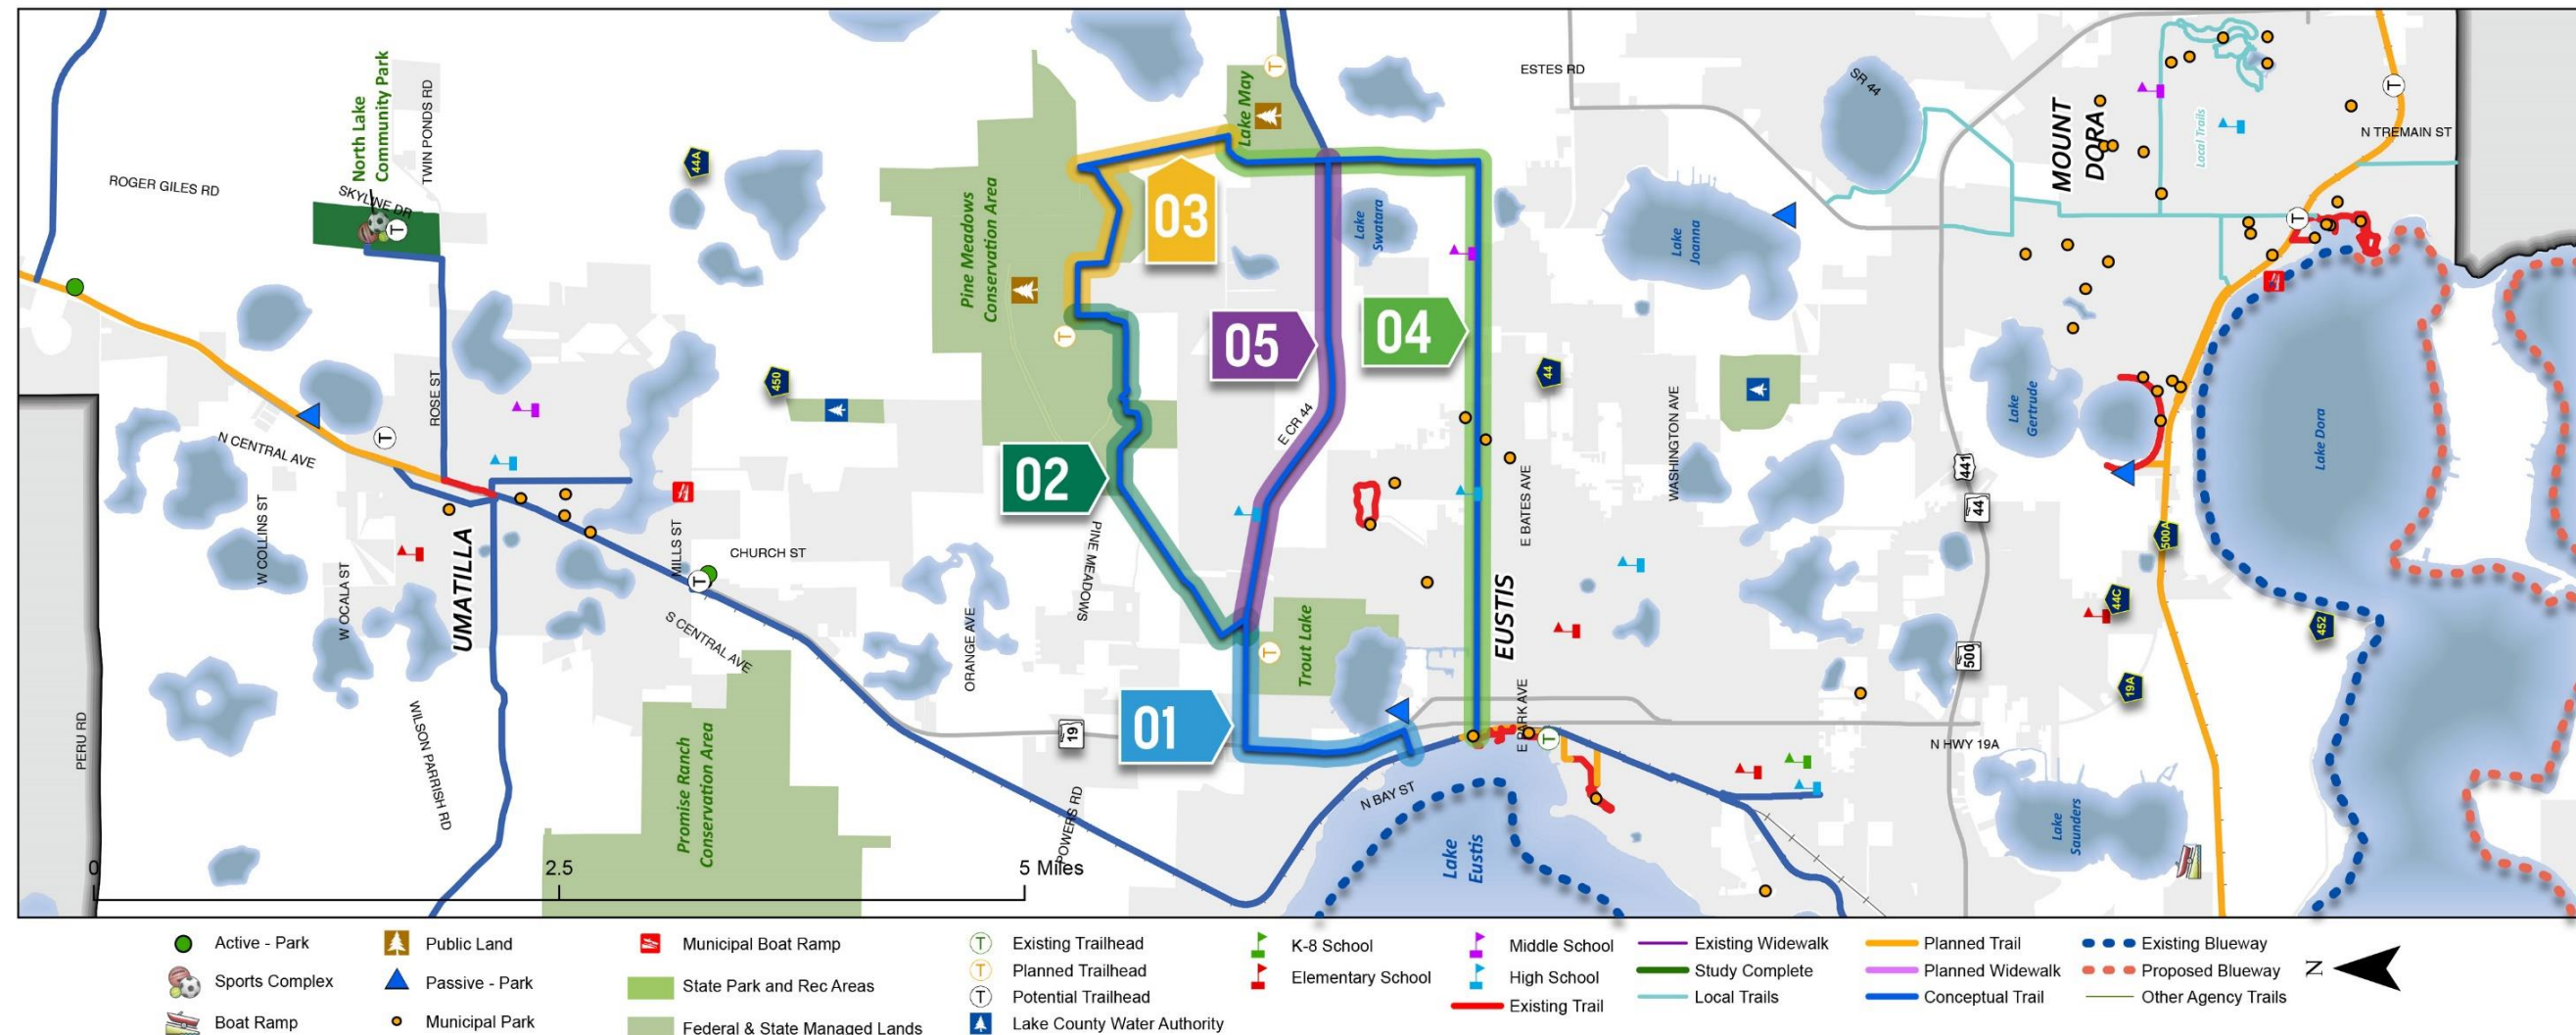 ESTES RD
SR 44
MOUNT
DORA
Local Trails
N TREMAIN ST
North Lake
Community Park
TWIN PONDS RD
ROGER GILES RD
SKYLINE DR
44A
Pine Meadows
Conservation Area
Lake May
03
Lake
Swatara
Lake
Joanna
05
04
450
44
E CR 44
ROSE ST
N CENTRAL AVE
WASHINGTON AVE
Lake
Gertrude
Lake Dora
02
441
44
E BATES AVE
W COLLINS ST
W OCALA ST
UMATILLA
MILLS ST
CHURCH ST
S CENTRAL AVE
ORANGE AVE
PINE MEADOWS
Trout Lake
EUSTIS
500A
44C
452
500
19A
PERU RD
WILSON PARRISH RD
Promise Ranch
Conservation Area
19
01
E PARK AVE
N HWY 19A
POWERS RD
N BAY ST
Lake
Eustis
Lake
Saunders
0 2.5 5 Miles
T
T
T
T
T
T
T
T
T
Active - Park
Sports Complex
Boat Ramp
Public Land
Passive - Park
Municipal Park
Municipal Boat Ramp
State Park and Rec Areas
Federal & State Managed Lands
T Existing Trailhead
T Planned Trailhead
T Potential Trailhead
Lake County Water Authority
K-8 School
Elementary School
Middle School
High School
Existing Trail
Existing Widewalk
Study Complete
Local Trails
Planned Trail
Planned Widewalk
Conceptual Trail
Existing Blueway
Proposed Blueway
Other Agency Trails
N